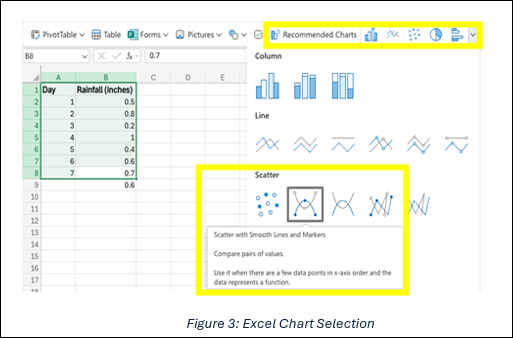 PivotTable Table Forms Pictures Recommended Charts
B8 fx 0.7
A B C D E
1 Day Rainfall (inches)
2 1 0.5
3 2 0.8
4 3 0.2
5 4 1
6 5 0.4
7 6 0.6
8 7 0.7
9 0.6
10
11
12
13
14
15
16
17
Column
Line
Scatter
Scatter with Smooth Lines and Markers
Compare pairs of values.
Use it when there are a few data points in x-axis order and the
data represents a function.
Figure 3: Excel Chart Selection